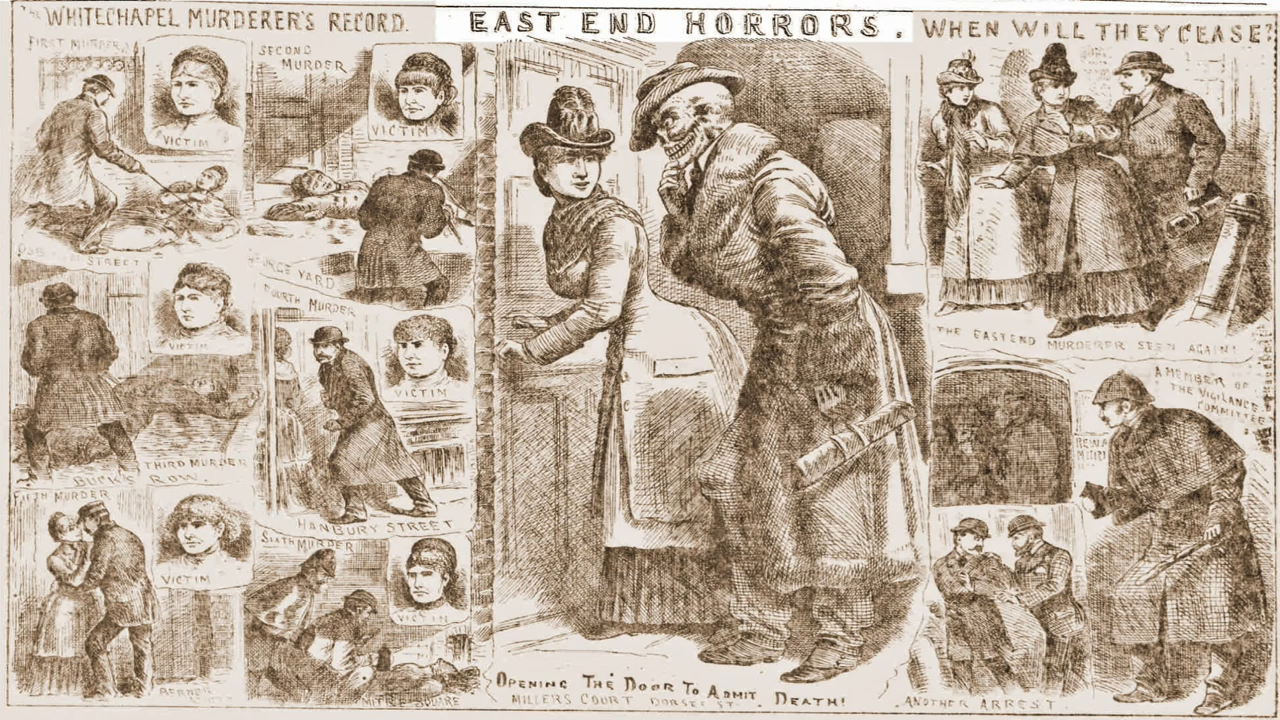 THE WHITECHAPEL MURDERER'S RECORD.
EAST END HORRORS.
WHEN WILL THEY CEASE?
FIRST MURDER
VICTIM
STREET
SECOND
MURDER
VICTIM
YARD
VICTIM
THIRD MURDER
BUCK'S ROW.
FOURTH MURDER
VICTIM
HANBURY STREET
FIFTH MURDER
VICTIM
BERNER
SIXTH MURDER
VICTIM
MITRE SQUARE
OPENING THE DOOR TO ADMIT DEATH!
MILLERS COURT DORSET ST.
THE EASTEND MURDERER SEEN AGAIN!
A MEMBER OF
THE VIGILANCE
COMMITTEE
ANOTHER ARREST